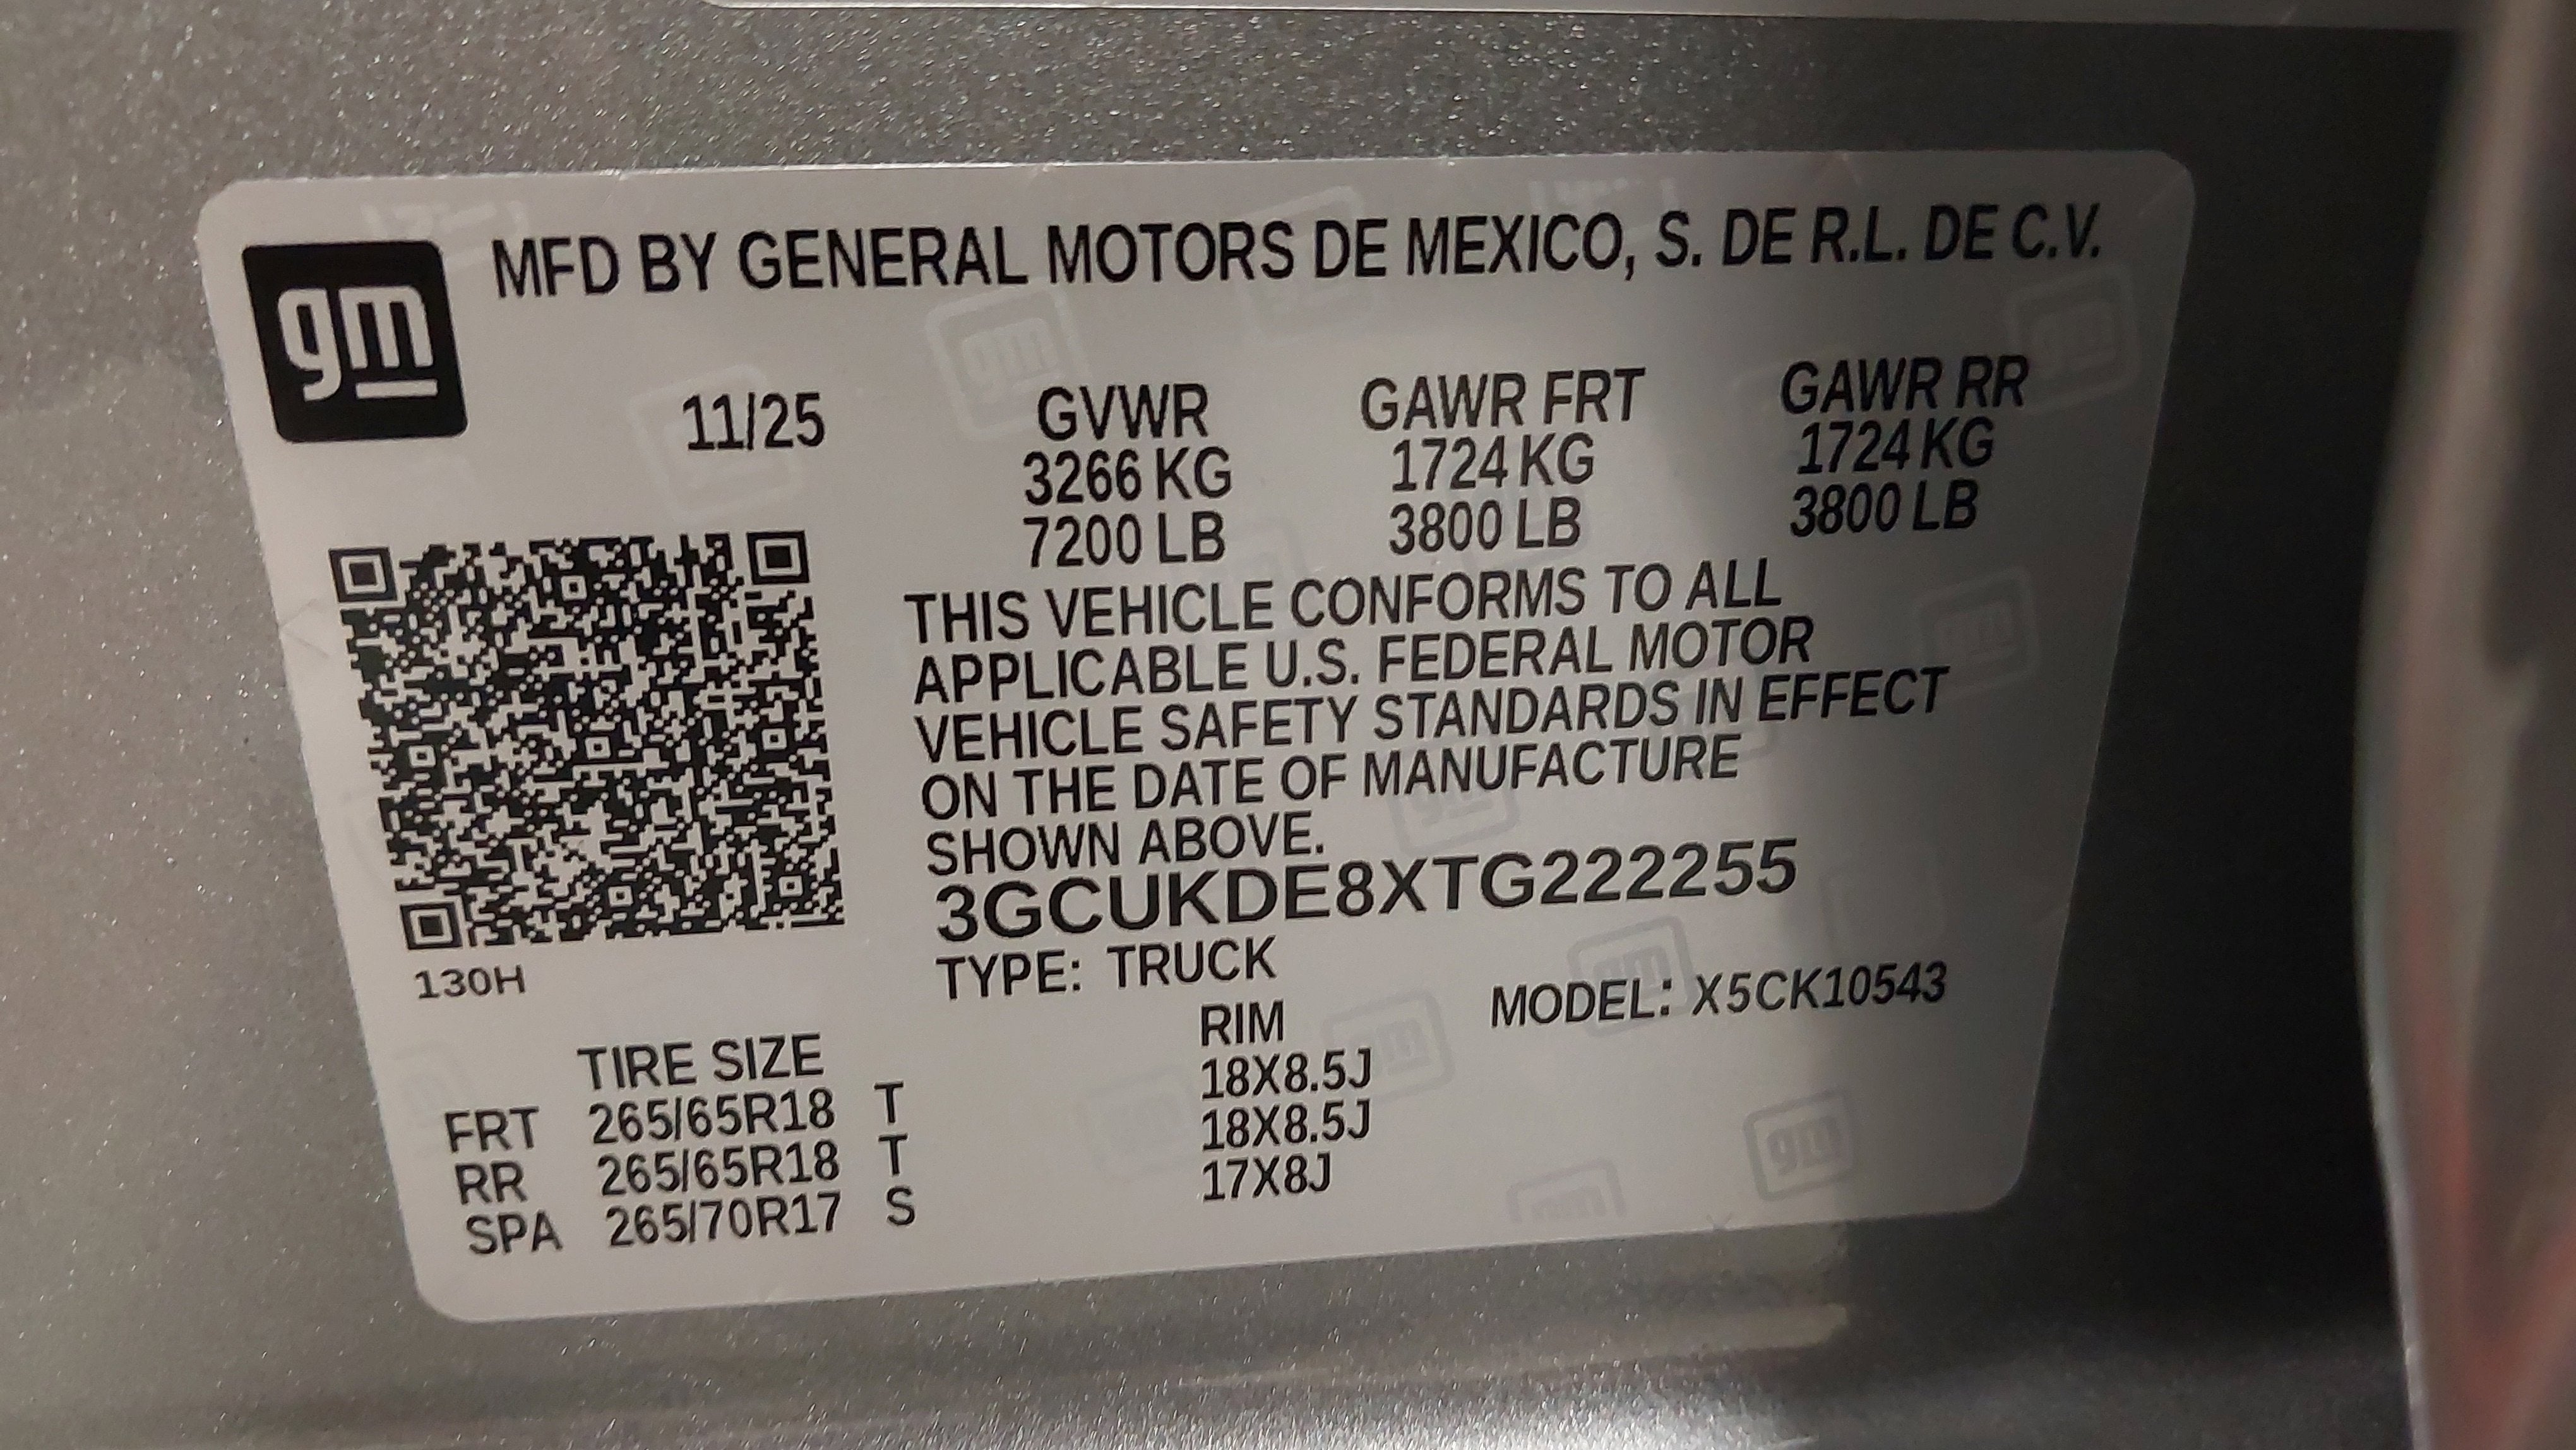 gm
MFD BY GENERAL MOTORS DE MEXICO, S. DE R.L. DE C.V.
11/25 GVWR GAWR FRT GAWR RR
3266 KG 1724 KG 1724 KG
7200 LB 3800 LB 3800 LB
THIS VEHICLE CONFORMS TO ALL
APPLICABLE U.S. FEDERAL MOTOR
VEHICLE SAFETY STANDARDS IN EFFECT
ON THE DATE OF MANUFACTURE
SHOWN ABOVE.
3GCUKDE8XTG222255
130H
TYPE: TRUCK MODEL: X5CK10543
TIRE SIZE RIM
FRT 265/65R18 T 18X8.5J
RR 265/65R18 T 18X8.5J
SPA 265/70R17 S 17X8J